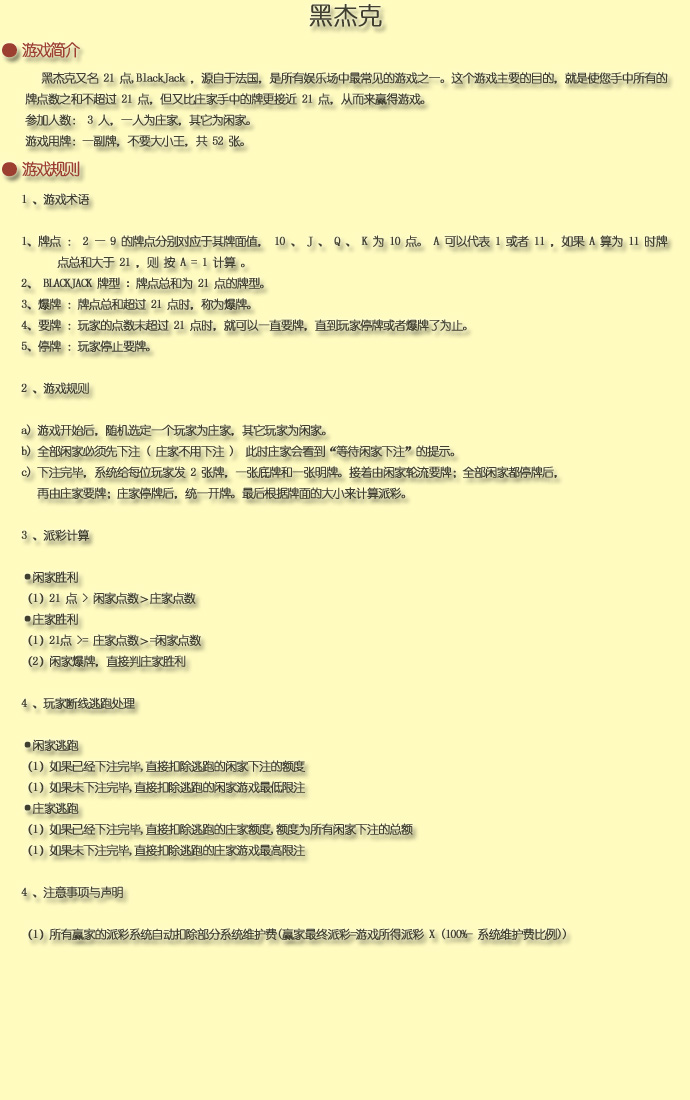 黑杰克
游戏简介
黑杰克又名 21 点,BlackJack ，源自于法国，是所有娱乐场中最常见的游戏之一。这个游戏主要的目的，就是使您手中所有的
牌点数之和不超过 21 点，但又比庄家手中的牌更接近 21 点，从而来赢得游戏。
参加人数： 3 人，一人为庄家，其它为闲家。
游戏用牌：一副牌，不要大小王，共 52 张。
游戏规则
1 、游戏术语
1、牌点 ： 2 — 9 的牌点分别对应于其牌面值， 10 、 J 、 Q 、 K 为 10 点。 A 可以代表 1 或者 11 ，如果 A 算为 11 时牌
点总和大于 21 ，则 按 A = 1 计算 。
2、 BLACKJACK 牌型 ：牌点总和为 21 点的牌型。
3、爆牌 ：牌点总和超过 21 点时，称为爆牌。
4、要牌 ：玩家的点数未超过 21 点时，就可以一直要牌，直到玩家停牌或者爆牌了为止。
5、停牌 ：玩家停止要牌。
2 、游戏规则
a) 游戏开始后，随机选定一个玩家为庄家，其它玩家为闲家。
b) 全部闲家必须先下注（ 庄家不用下注 ） 此时庄家会看到“等待闲家下注”的提示。
c) 下注完毕，系统给每位玩家发 2 张牌，一张底牌和一张明牌。接着由闲家轮流要牌；全部闲家都停牌后，
再由庄家要牌；庄家停牌后，统一开牌。最后根据牌面的大小来计算派彩。
3 、派彩计算
●闲家胜利
(1) 21 点 > 闲家点数>庄家点数
●庄家胜利
(1) 21点 >= 庄家点数>=闲家点数
(2) 闲家爆牌，直接判庄家胜利
4 、玩家断线逃跑处理
●闲家逃跑
(1) 如果已经下注完毕,直接扣除逃跑的闲家下注的额度
(1) 如果未下注完毕,直接扣除逃跑的闲家游戏最低限注
●庄家逃跑
(1) 如果已经下注完毕,直接扣除逃跑的庄家额度,额度为所有闲家下注的总额
(1) 如果未下注完毕,直接扣除逃跑的庄家游戏最高限注
4 、注意事项与声明
(1) 所有赢家的派彩系统自动扣除部分系统维护费(赢家最终派彩=游戏所得派彩 X (100%- 系统维护费比例))